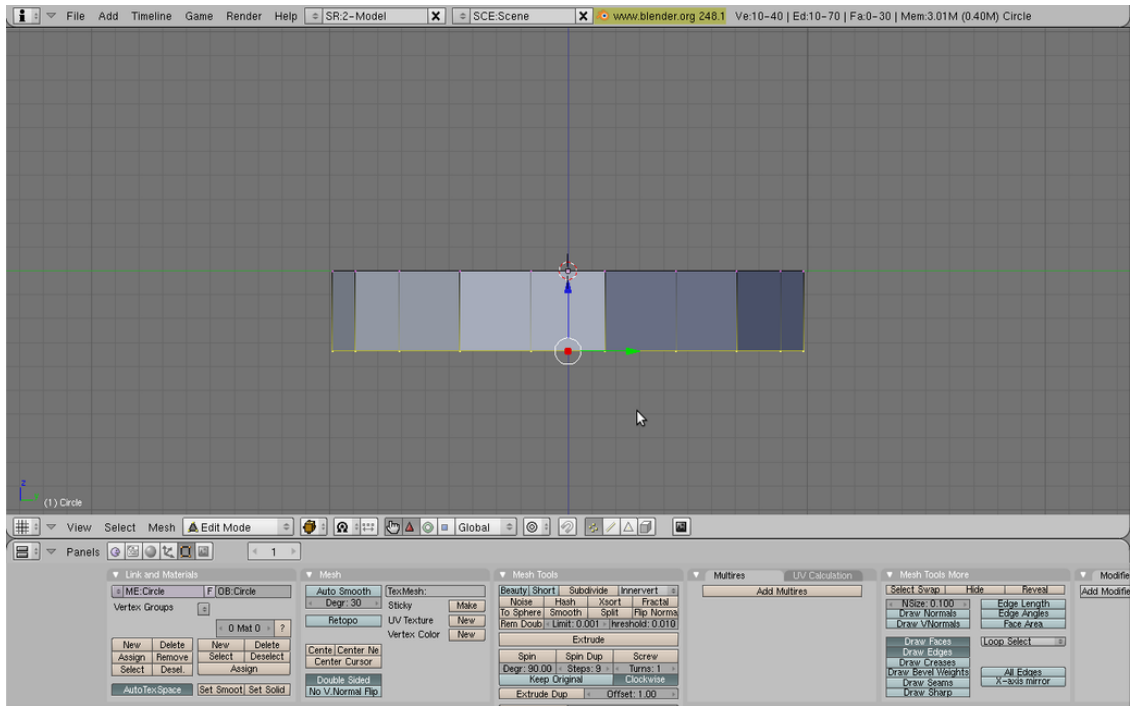 File Add Timeline Game Render Help SR:2-Model SCE:Scene www.blender.org 248.1 Ve:10-40 | Ed:10-70 | Fa:0-30 | Mem:3.01M (0.40M) Circle
z
(1) Circle
View Select Mesh Edit Mode Global
Panels 1
Link and Materials
ME:Circle F OB:Circle
Vertex Groups
0 Mat 0 ?
New Delete New Delete
Assign Remove Select Deselect
Select Desel. Assign
AutoTexSpace Set Smoot Set Solid
Mesh
Auto Smooth TexMesh:
Degr: 30 Sticky Make
Retopo UV Texture New
Vertex Color New
Cente Center Ne
Center Cursor
Double Sided
No V.Normal Flip
Mesh Tools
Beauty Short Subdivide Innervert
Noise Hash Xsort Fractal
To Sphere Smooth Split Flip Norma
Rem Doub Limit: 0.001 hreshold: 0.010
Extrude
Spin Spin Dup Screw
Degr: 90.00 Steps: 9 Turns: 1
Keep Original Clockwise
Extrude Dup Offset: 1.00
Multires UV Calculation
Add Multires
Mesh Tools More
Select Swap Hide Reveal
NSize: 0.100 Edge Length
Draw Normals Edge Angles
Draw VNormals Face Area
Draw Faces Loop Select
Draw Edges
Draw Creases
Draw Bevel Weights All Edges
Draw Seams X-axis mirror
Draw Sharp
Modifie
Add Modifie